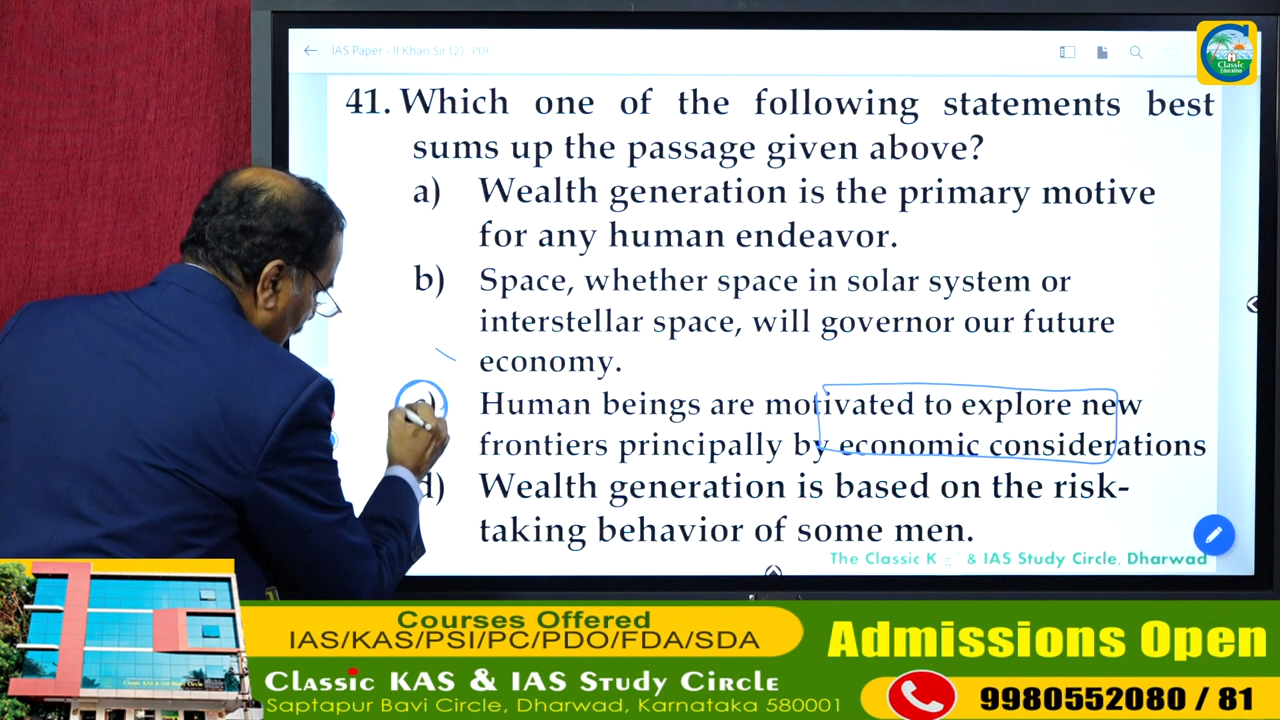 IAS Paper - II Khan Sir (2) PDF
Classic
Education
41. Which one of the following statements best
sums up the passage given above?
a) Wealth generation is the primary motive
for any human endeavor.
b) Space, whether space in solar system or
interstellar space, will governor our future
economy.
Human beings are motivated to explore new
frontiers principally by economic considerations
d) Wealth generation is based on the risk-
taking behavior of some men.
The Classic K & IAS Study Circle, Dharwad
Courses Offered
IAS/KAS/PSI/PC/PDO/FDA/SDA
Classic KAS & IAS Study Circle
Saptapur Bavi Circle, Dharwad, Karnataka 580001
Admissions Open
9980552080 / 81